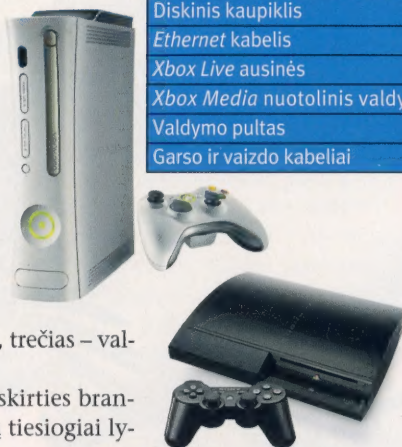 Diskinis kaupiklis
Ethernet kabelis
Xbox Live ausinės
Xbox Media nuotolinis valdy
Valdymo pultas
Garso ir vaizdo kabeliai
, trečias – val-
skirties bran-
tiesiogiai ly-